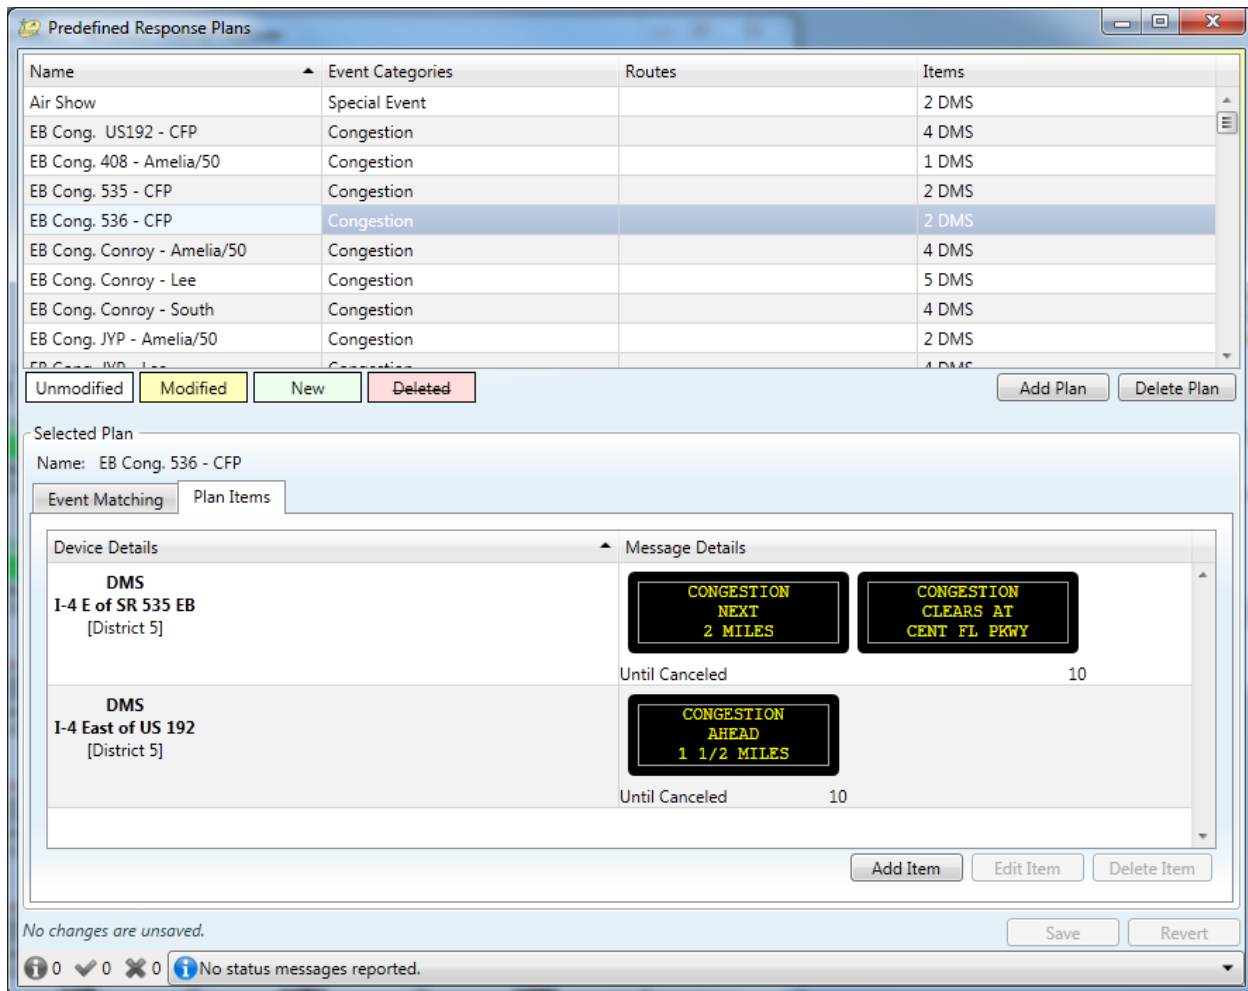 Predefined Response Plans
Name Event Categories Routes Items
Air Show Special Event 2 DMS
EB Cong.  US192 - CFP Congestion 4 DMS
EB Cong. 408 - Amelia/50 Congestion 1 DMS
EB Cong. 535 - CFP Congestion 2 DMS
EB Cong. 536 - CFP Congestion 2 DMS
EB Cong. Conroy - Amelia/50 Congestion 4 DMS
EB Cong. Conroy - Lee Congestion 5 DMS
EB Cong. Conroy - South Congestion 4 DMS
EB Cong. JYP - Amelia/50 Congestion 2 DMS
EB Cong. JYP - Lee Congestion 4 DMS
Unmodified Modified New Deleted Add Plan Delete Plan
Selected Plan
Name: EB Cong. 536 - CFP
Event Matching Plan Items
Device Details Message Details
DMS
I-4 E of SR 535 EB
[District 5]
CONGESTION
NEXT
2 MILES
CONGESTION
CLEARS AT
CENT FL PKWY
Until Canceled 10
DMS
I-4 East of US 192
[District 5]
CONGESTION
AHEAD
1 1/2 MILES
Until Canceled 10
Add Item Edit Item Delete Item
No changes are unsaved. Save Revert
0 0 0 No status messages reported.